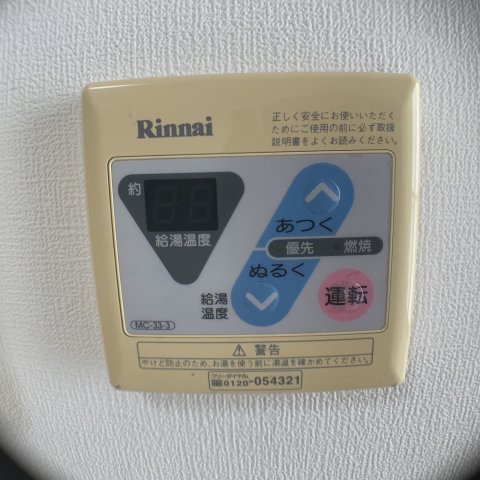 Rinnai
正しく安全にお使いいただく
ためにご使用の前に必ず取扱
説明書をよくお読みください。
約
給湯温度
あつく
優先 燃焼
ぬるく
給湯
温度
運転
MC-33-3
警告
やけど防止のため、お湯を使う前に湯温を確かめてください。
フリーダイヤル
0120-054321